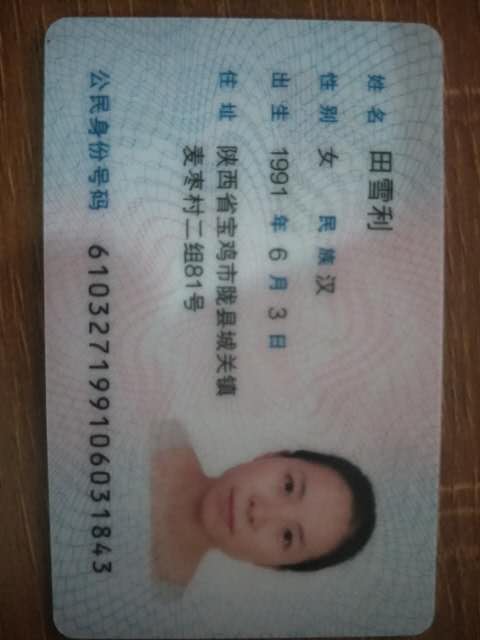 姓名 田雪利
性别 女 民族 汉
出生 1991 年 6 月 3 日
住址 陕西省宝鸡市陇县城关镇
麦枣村二组81号
公民身份号码 610327199106031843